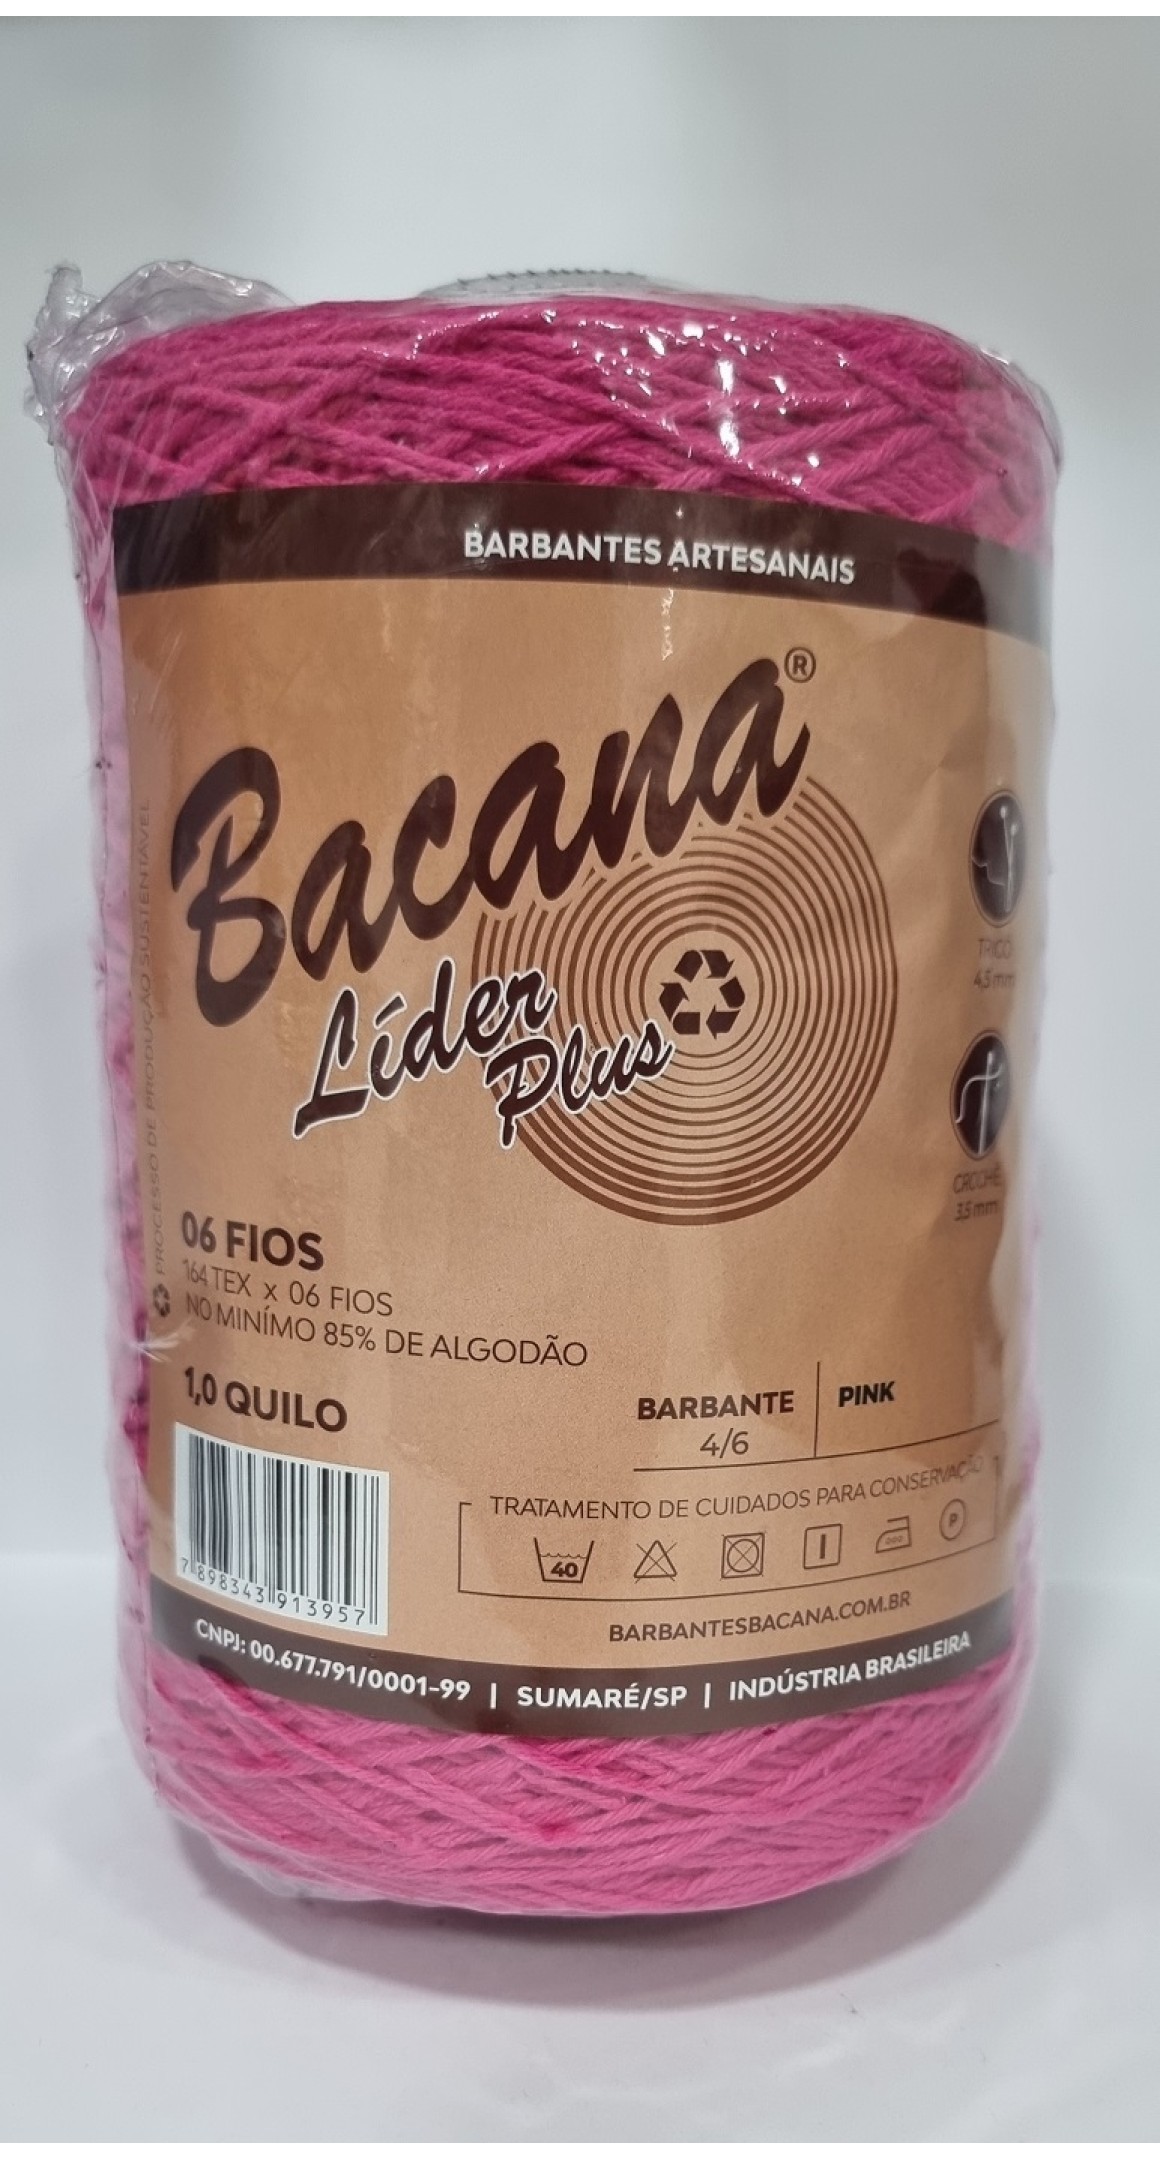 BARBANTES ARTESANAIS
Bacana®
Líder
Plus
PROCESSO DE PRODUÇÃO SUSTENTÁVEL
TRICÔ
4,5 mm
CROCHÊ
3,5 mm
06 FIOS
164 TEX x 06 FIOS
NO MINÍMO 85% DE ALGODÃO
1,0 QUILO
BARBANTE
4/6
PINK
TRATAMENTO DE CUIDADOS PARA CONSERVAÇÃO
40
P
7 898343 913957
BARBANTESBACANA.COM.BR
CNPJ: 00.677.791/0001-99 | SUMARÉ/SP | INDÚSTRIA BRASILEIRA